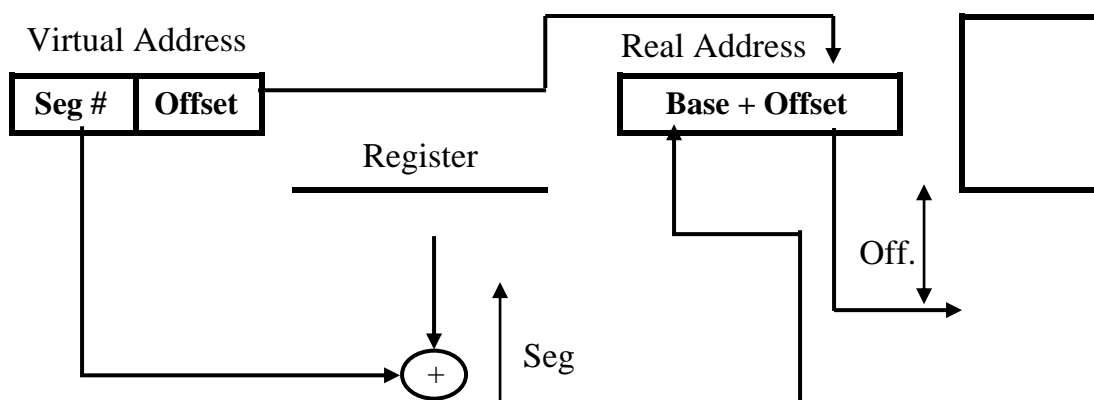 Virtual Address
Real Address
Seg # Offset
Base + Offset
Register
Off.
Seg
+